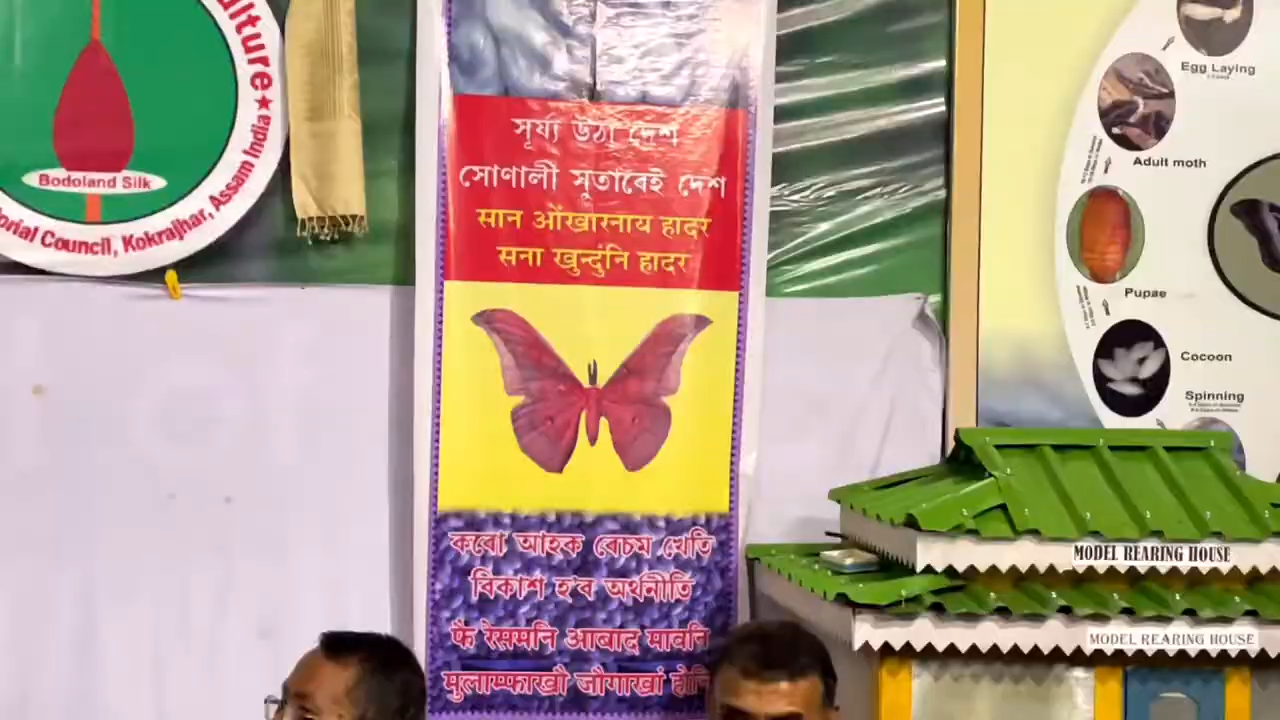 ulture ★
Bodoland Silk
orial Council, Kokrajhar, Assam India
সূৰ্য্য উঠা দেশ
সোণালী সুতাৰেই দেশ
सान ओंखारनाय हादर
सना खुन्दुंनि हादर
কৰো আহক ৰেচম খেতি
বিকাশ হ'ব অৰ্থনীতি
फै रेसमनि आबाद मावनि
मुलाम्फाखौ जौगाखां होनि
Egg Laying
Adult moth
Pupae
Cocoon
Spinning
MODEL REARING HOUSE
MODEL REARING HOUSE